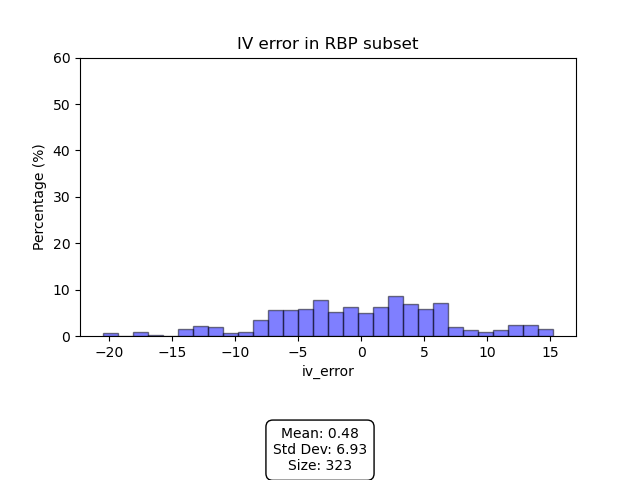 IV error in RBP subset
60
50
40
30
20
10
0
Percentage (%)
−20
−15
−10
−5
0
5
10
15
iv_error
Mean: 0.48
Std Dev: 6.93
Size: 323